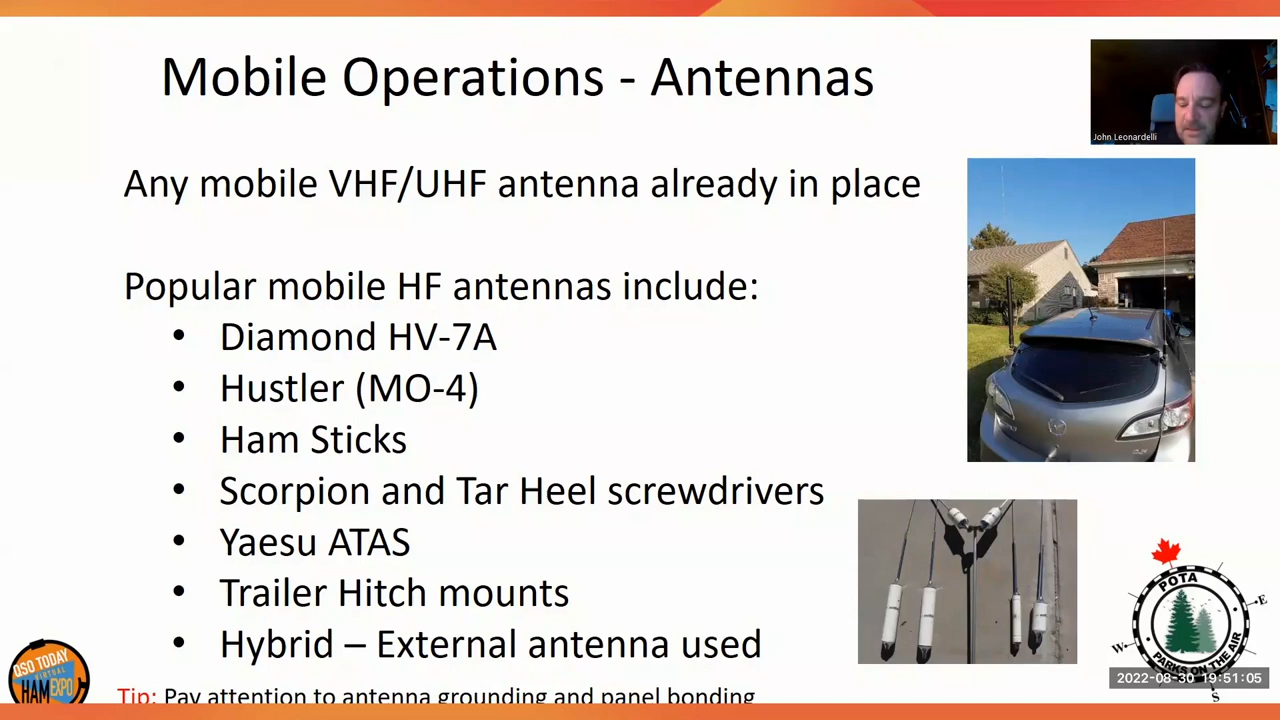 Mobile Operations - Antennas
John Leonardelli
Any mobile VHF/UHF antenna already in place
Popular mobile HF antennas include:
• Diamond HV-7A
• Hustler (MO-4)
• Ham Sticks
• Scorpion and Tar Heel screwdrivers
• Yaesu ATAS
• Trailer Hitch mounts
• Hybrid – External antenna used
Tip: Pay attention to antenna grounding and panel bonding
QSO TODAY
VIRTUAL
HAM EXPO
POTA
PARKS ON THE AIR
W
E
S
2022-08-30 19:51:05